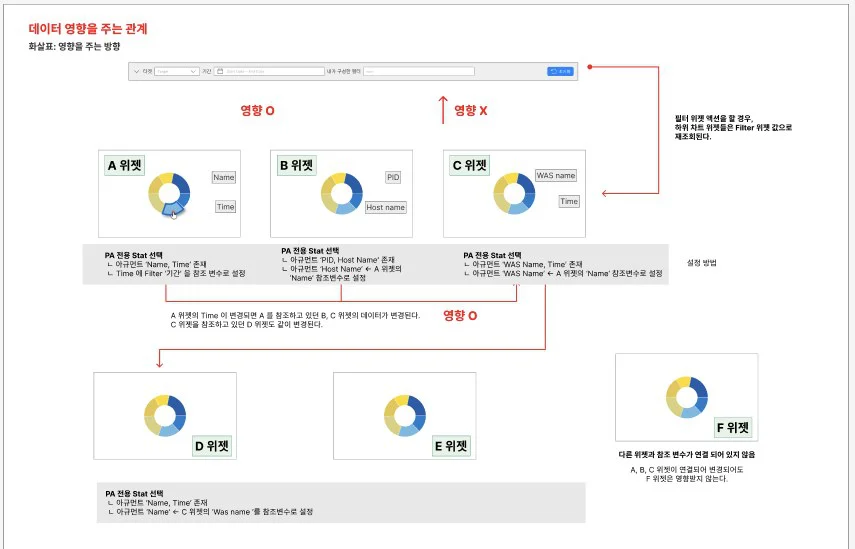 데이터 영향을 주는 관계
화살표: 영향을 주는 방향
타겟
기간
내가 구성한 필터
영향 O
영향 X
필터 위젯 액션을 할 경우,
하위 차트 위젯들은 Filter 위젯 값으로
재조회된다.
A 위젯
Name
Time
B 위젯
PID
Host name
C 위젯
WAS name
Time
PA 전용 Stat 선택
ㄴ 아규먼트 'Name, Time' 존재
ㄴ Time 에 Filter '기간' 을 참조 변수로 설정
PA 전용 Stat 선택
ㄴ 아규먼트 'PID, Host Name' 존재
ㄴ 아규먼트 'Host Name' ← A 위젯의
'Name' 참조변수로 설정
PA 전용 Stat 선택
ㄴ 아규먼트 'WAS Name, Time' 존재
ㄴ 아규먼트 'WAS Name' ← A 위젯의 'Name' 참조변수로 설정
설정 방법
A 위젯의 Time 이 변경되면 A 를 참조하고 있던 B, C 위젯의 데이터가 변경된다.
C 위젯을 참조하고 있던 D 위젯도 같이 변경된다.
영향 O
D 위젯
E 위젯
F 위젯
다른 위젯과 참조 변수가 연결 되어 있지 않음
A, B, C 위젯이 연결되어 변경되어도
F 위젯은 영향받지 않는다.
PA 전용 Stat 선택
ㄴ 아규먼트 'Name, Time' 존재
ㄴ 아규먼트 'Name' ← C 위젯의 'Was name '를 참조변수로 설정